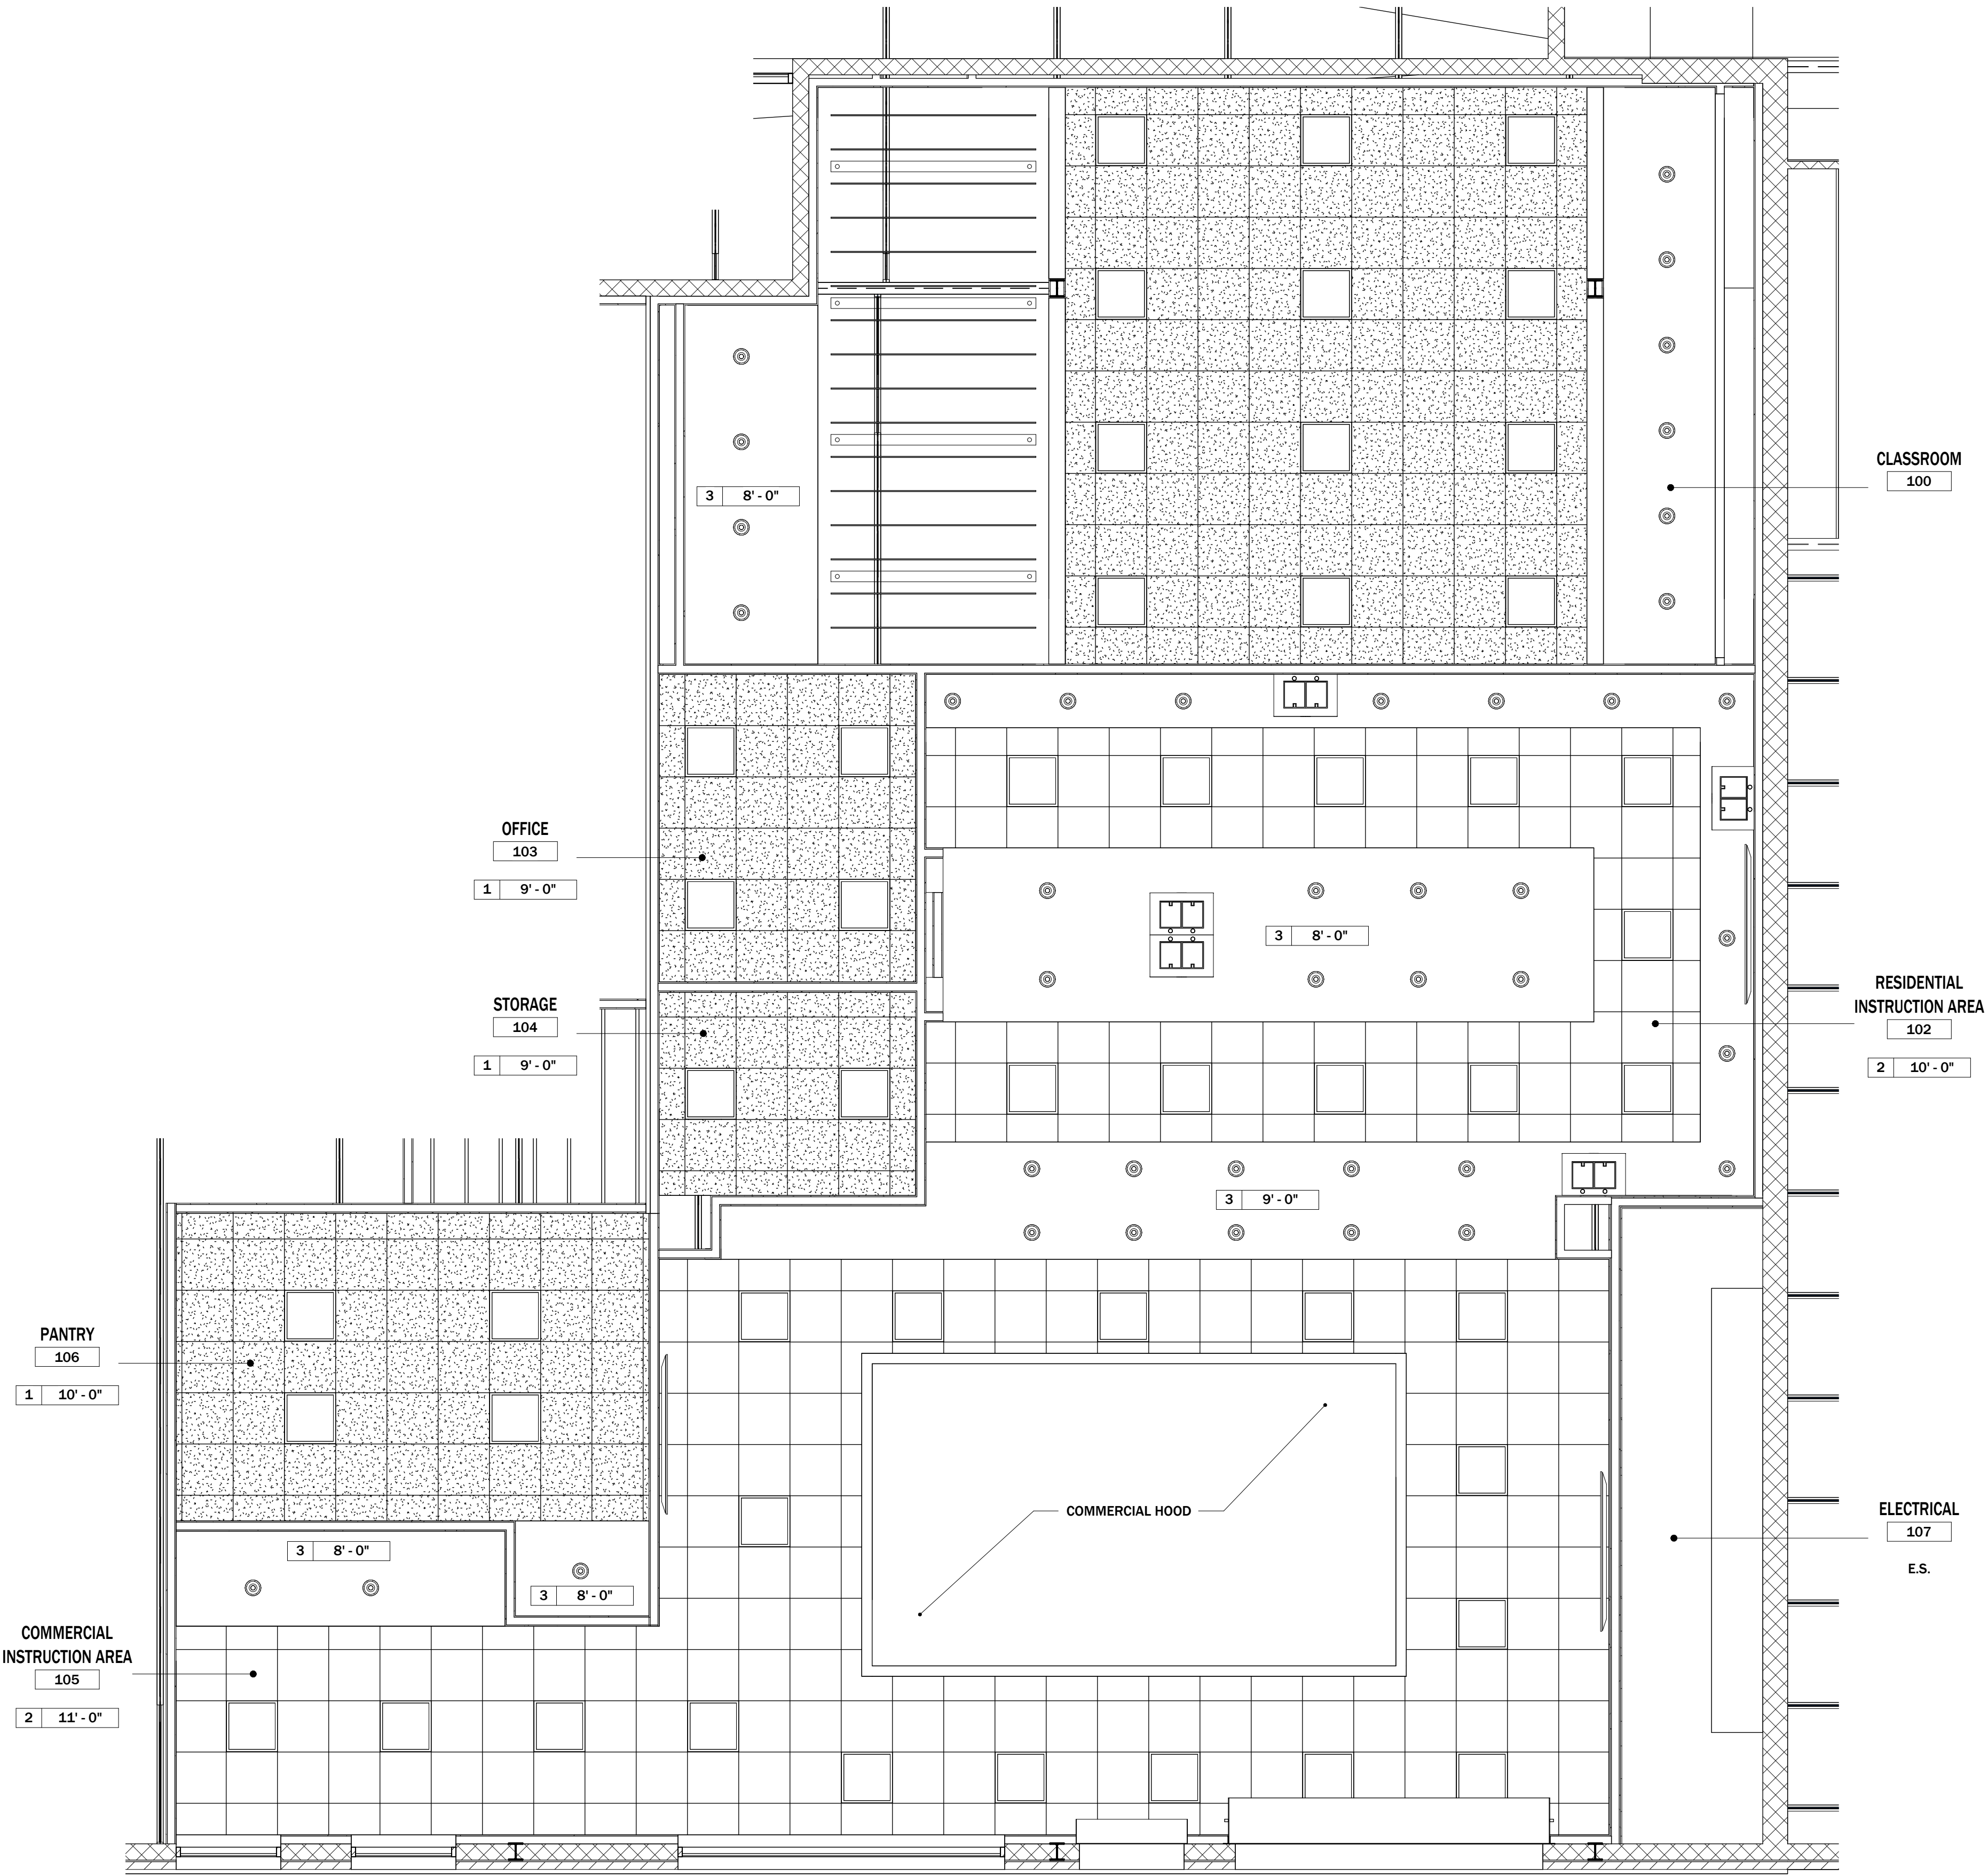 CLASSROOM
100
3 8' - 0"
OFFICE
103
1 9' - 0"
3 8' - 0"
STORAGE
104
1 9' - 0"
RESIDENTIAL
INSTRUCTION AREA
102
2 10' - 0"
3 9' - 0"
PANTRY
106
1 10' - 0"
COMMERCIAL HOOD
ELECTRICAL
107
E.S.
3 8' - 0"
3 8' - 0"
COMMERCIAL
INSTRUCTION AREA
105
2 11' - 0"